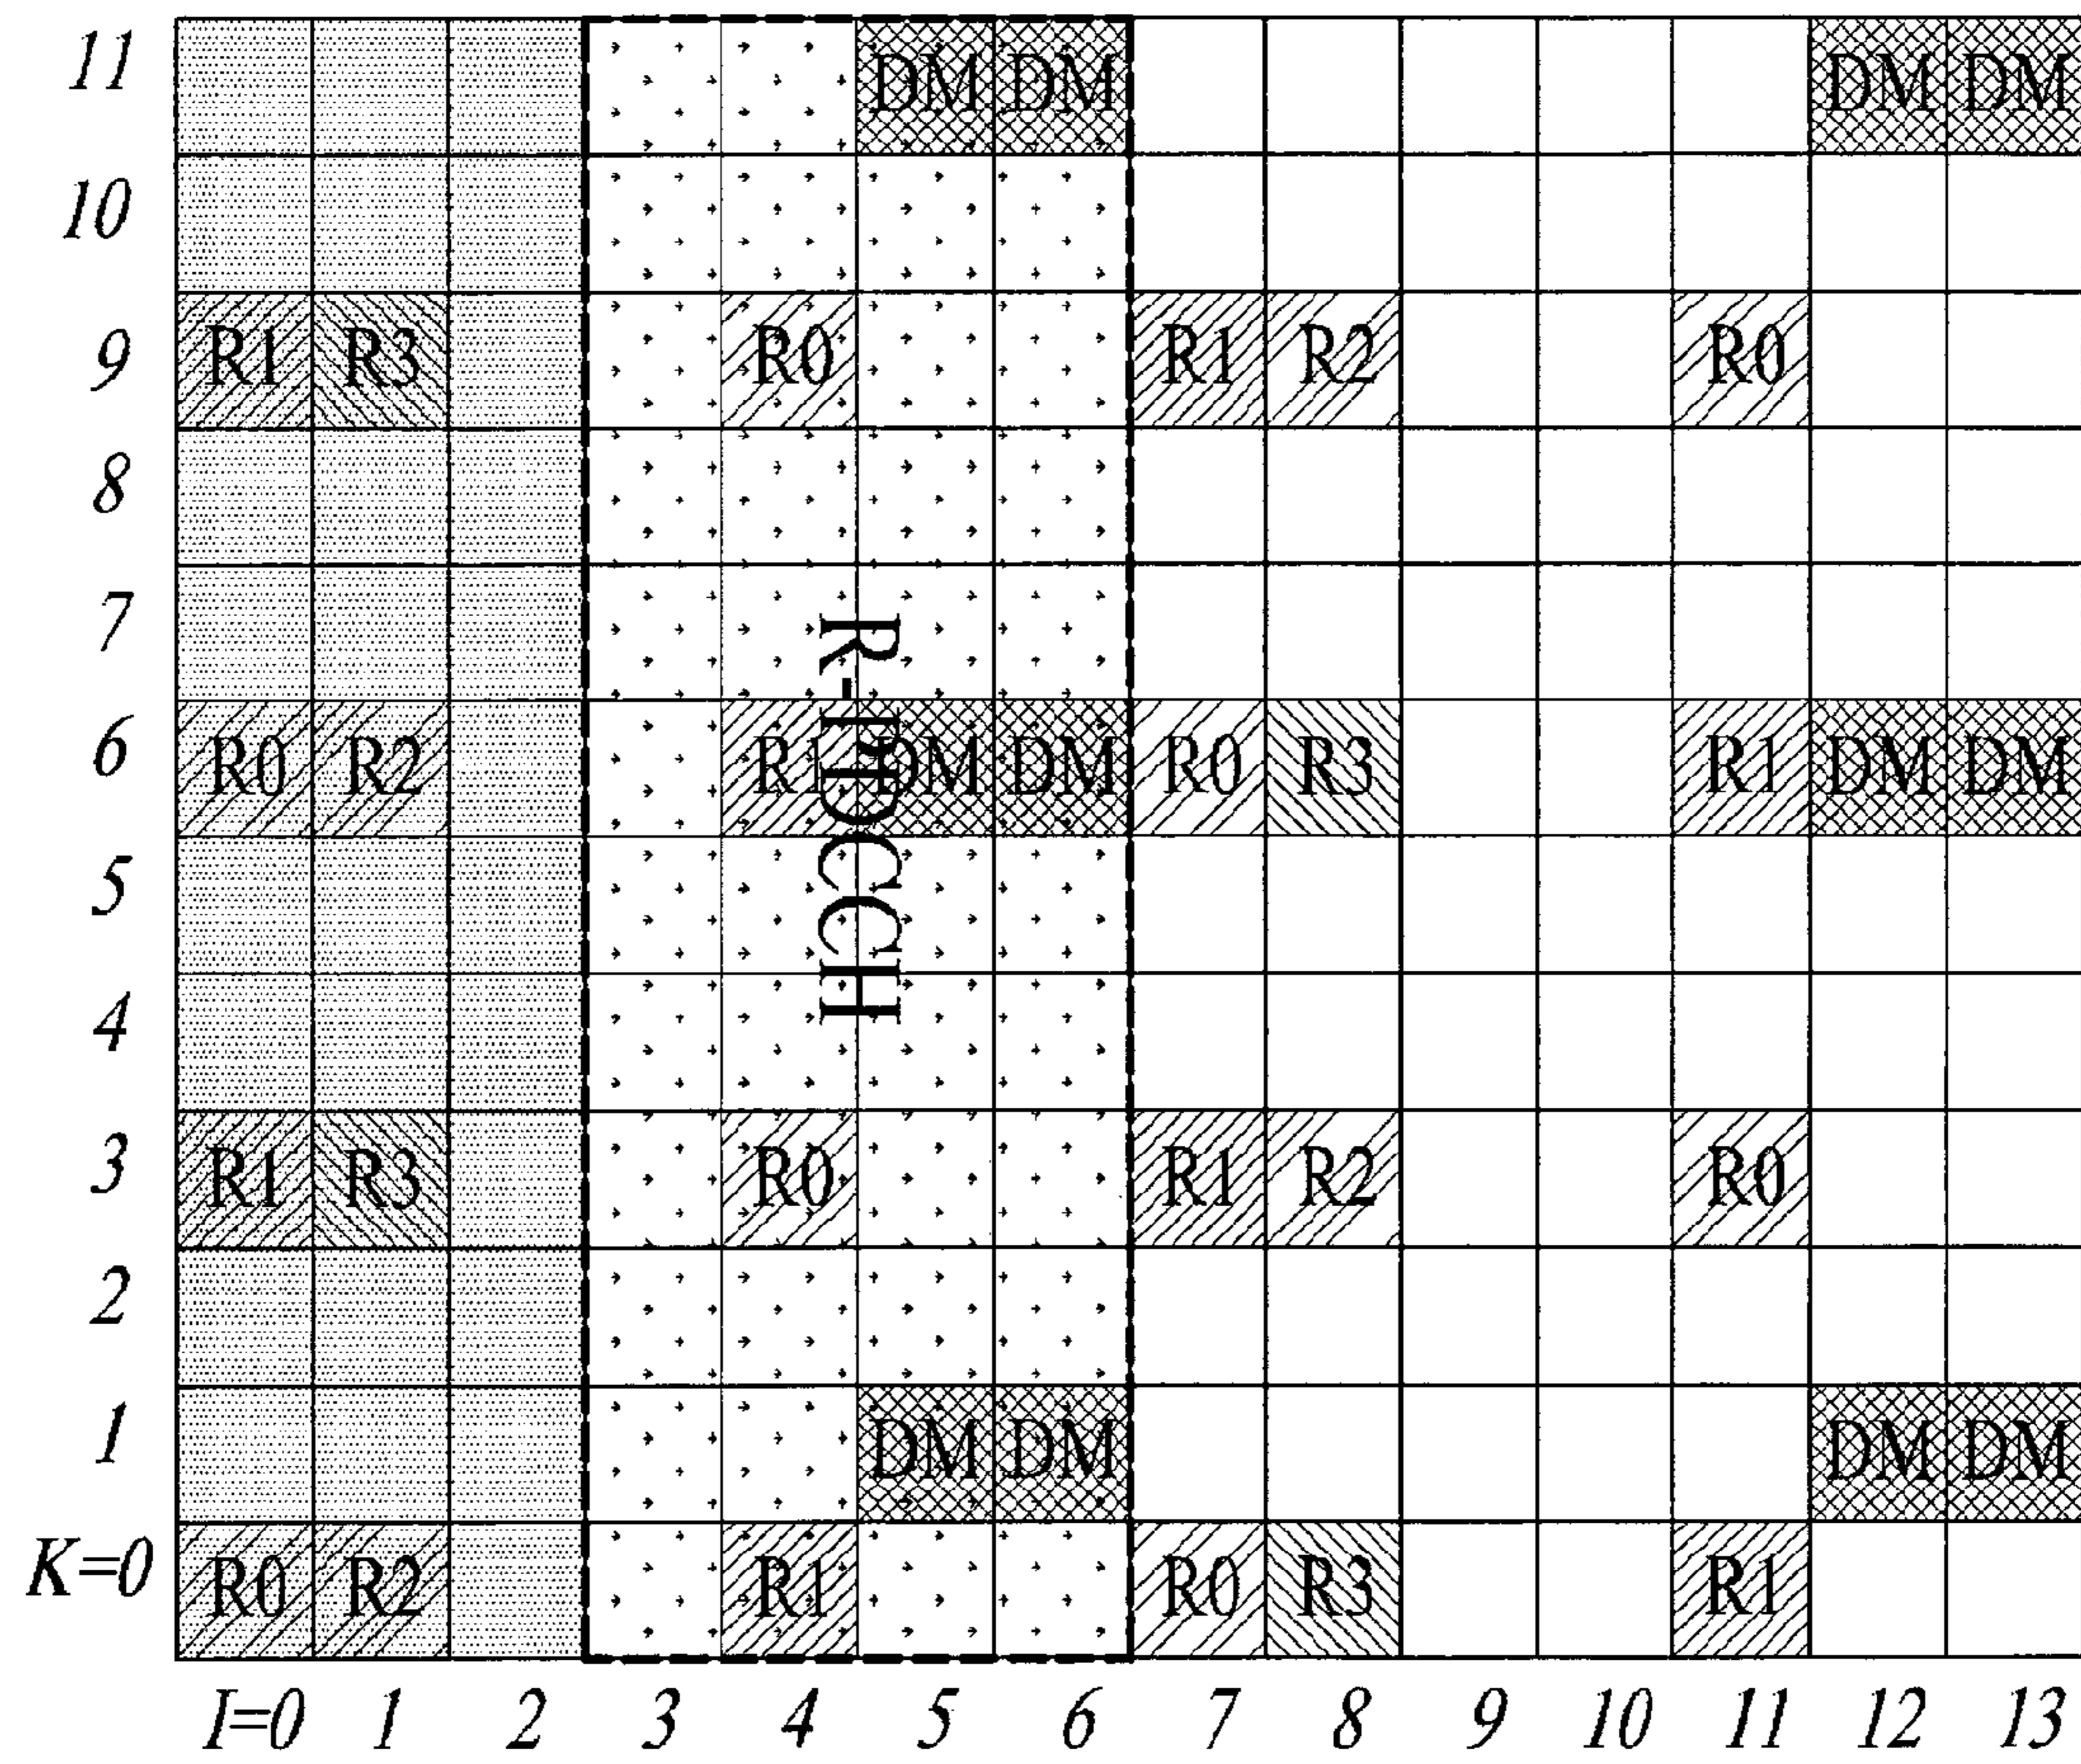 11 DM DM DM DM
10
9 R1 R3 R0 R1 R2 R0
8
7
6 R0 R2 R1 DM DM R0 R3 R1 DM DM
5
4
3 R1 R3 R0 R1 R2 R0
2
1 DM DM DM DM
K=0 R0 R2 R1 R0 R3 R1
R-PDCCH
I=0 1 2 3 4 5 6 7 8 9 10 11 12 13